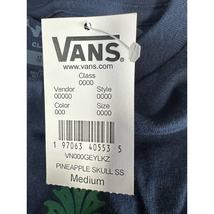 VANS
www.vans.com
Class
0000
Vendor Style
00000 0000
Color Size
000 0000
1 97063 40553 5
VN000GEYLKZ
PINEAPPLE SKULL SS
Medium